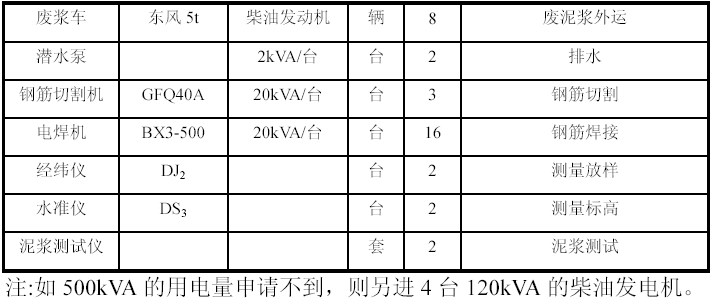 废浆车 东风 5t 柴油发动机 辆 8 废泥浆外运
潜水泵 2kVA/台 台 2 排水
钢筋切割机 GFQ40A 20kVA/台 台 3 钢筋切割
电焊机 BX3-500 20kVA/台 台 16 钢筋焊接
经纬仪 DJ₂ 台 2 测量放样
水准仪 DS₃ 台 2 测量标高
泥浆测试仪 套 2 泥浆测试
注:如 500kVA 的用电量申请不到，则另进 4 台 120kVA 的柴油发电机。